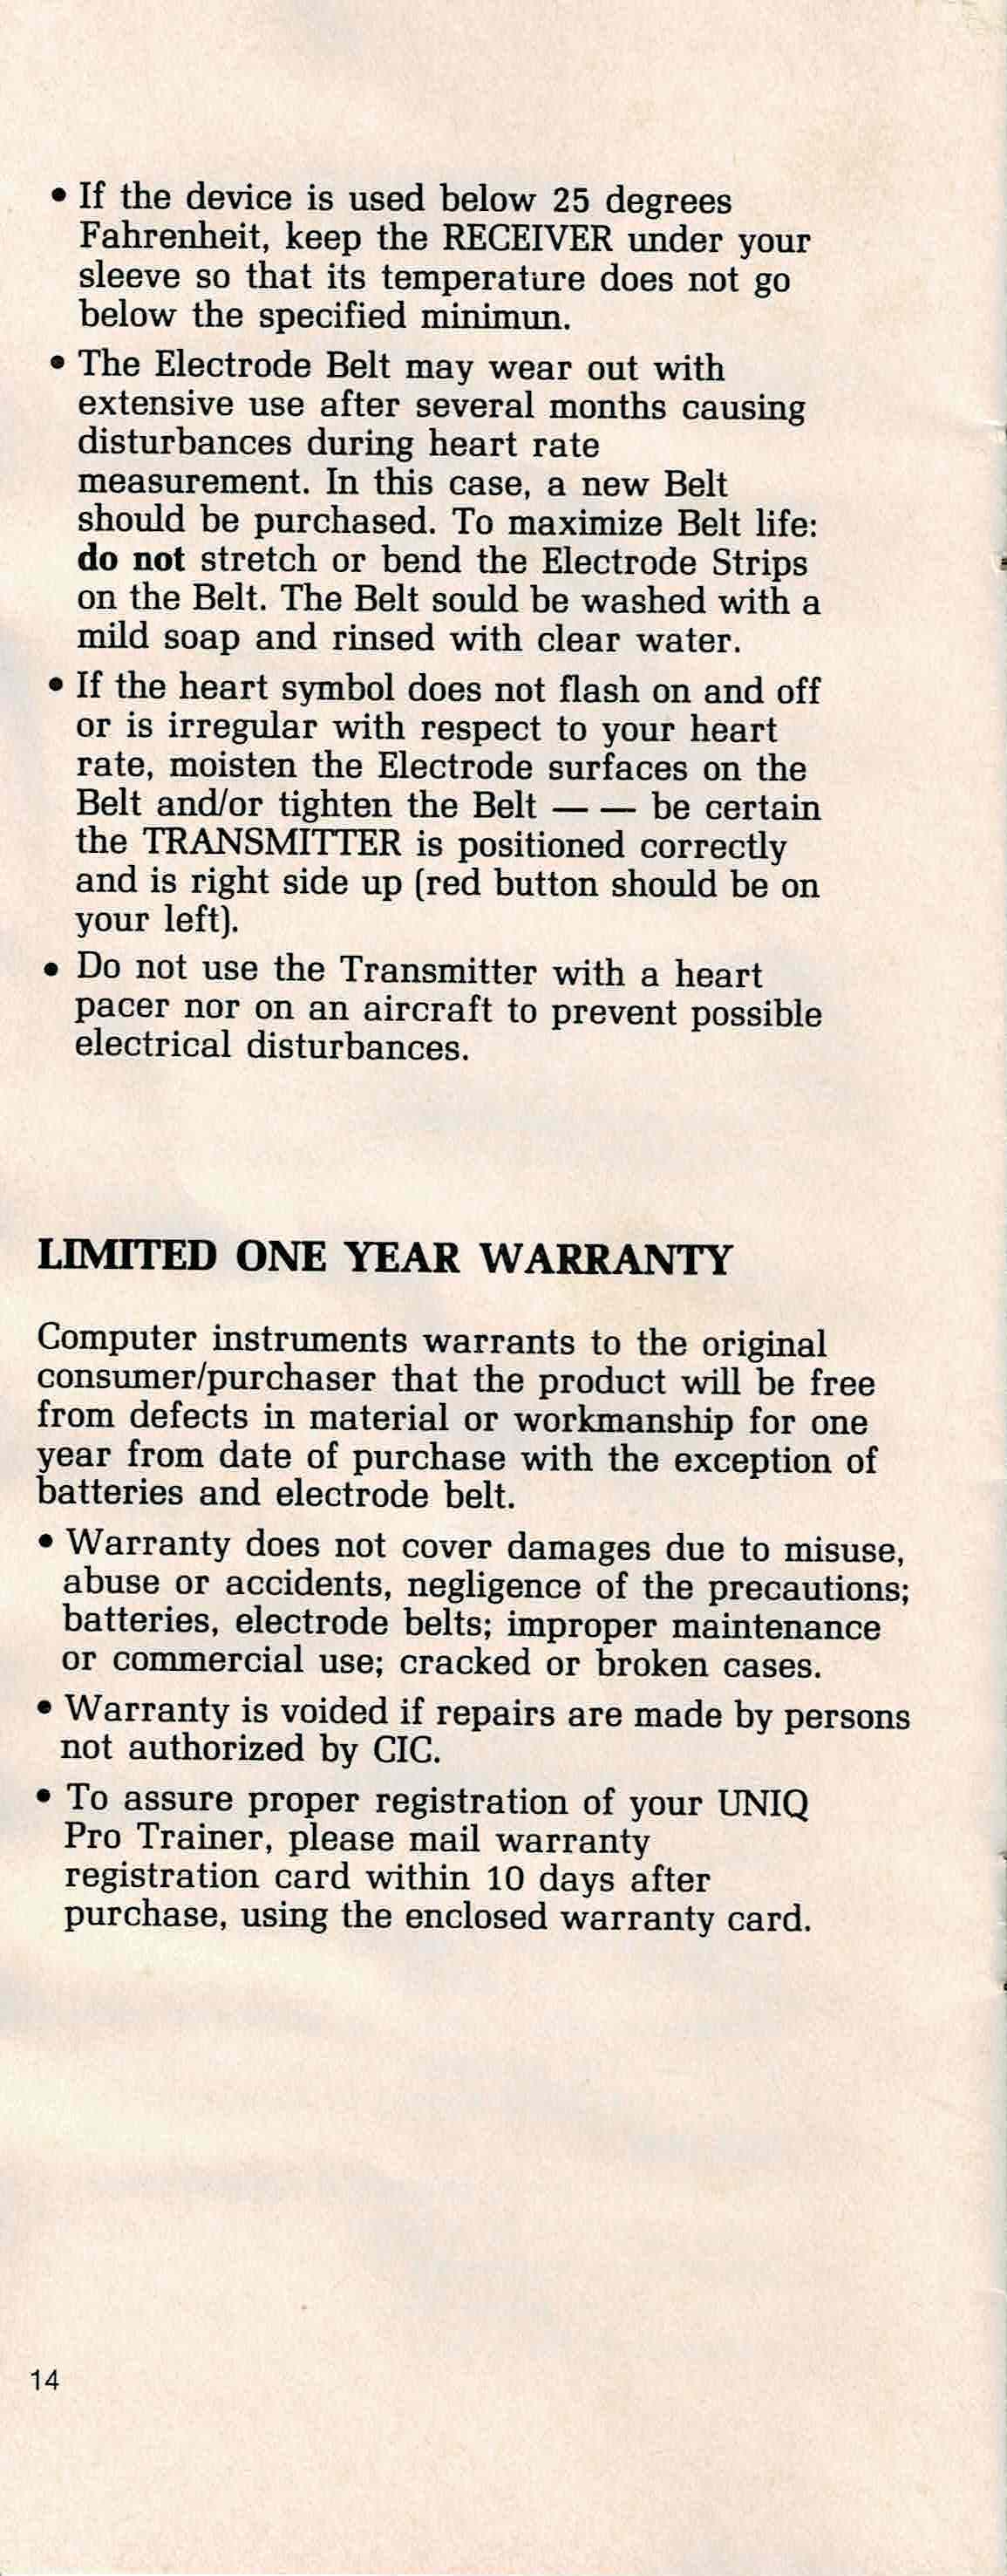 • If the device is used below 25 degrees
Fahrenheit, keep the RECEIVER under your
sleeve so that its temperature does not go
below the specified minimun.
• The Electrode Belt may wear out with
extensive use after several months causing
disturbances during heart rate
measurement. In this case, a new Belt
should be purchased. To maximize Belt life:
do not stretch or bend the Electrode Strips
on the Belt. The Belt sould be washed with a
mild soap and rinsed with clear water.
• If the heart symbol does not flash on and off
or is irregular with respect to your heart
rate, moisten the Electrode surfaces on the
Belt and/or tighten the Belt — — be certain
the TRANSMITTER is positioned correctly
and is right side up (red button should be on
your left).
• Do not use the Transmitter with a heart
pacer nor on an aircraft to prevent possible
electrical disturbances.
LIMITED ONE YEAR WARRANTY
Computer instruments warrants to the original
consumer/purchaser that the product will be free
from defects in material or workmanship for one
year from date of purchase with the exception of
batteries and electrode belt.
• Warranty does not cover damages due to misuse,
abuse or accidents, negligence of the precautions;
batteries, electrode belts; improper maintenance
or commercial use; cracked or broken cases.
• Warranty is voided if repairs are made by persons
not authorized by CIC.
• To assure proper registration of your UNIQ
Pro Trainer, please mail warranty
registration card within 10 days after
purchase, using the enclosed warranty card.
14